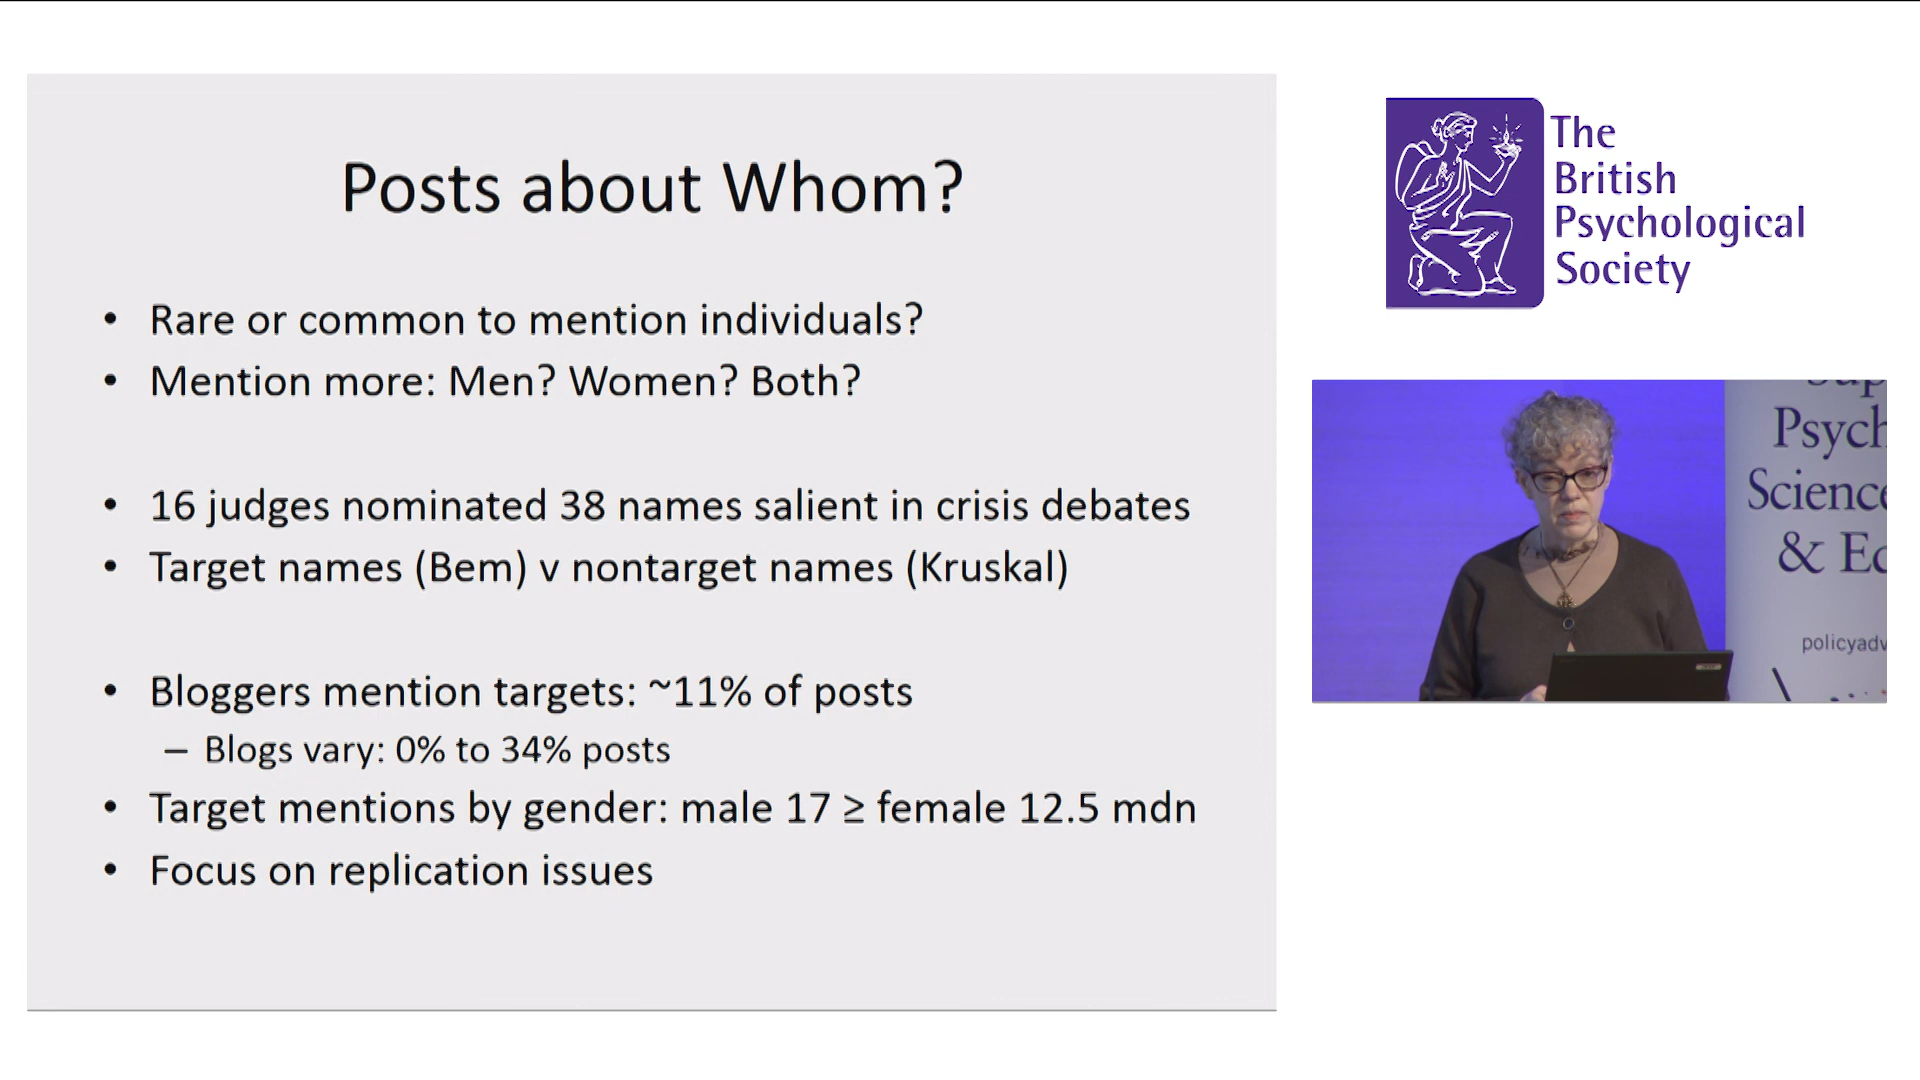 Posts about Whom?
• Rare or common to mention individuals?
• Mention more: Men? Women? Both?
• 16 judges nominated 38 names salient in crisis debates
• Target names (Bem) v nontarget names (Kruskal)
• Bloggers mention targets: ~11% of posts
– Blogs vary: 0% to 34% posts
• Target mentions by gender: male 17 ≥ female 12.5 mdn
• Focus on replication issues
The
British
Psychological
Society
Psych
Science
& Ed
policyadv